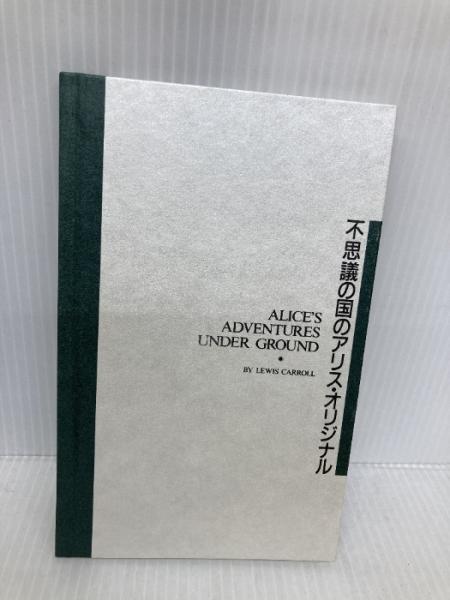 不思議の国のアリス・オリジナル
ALICE'S
ADVENTURES
UNDER GROUND
BY LEWIS CARROLL